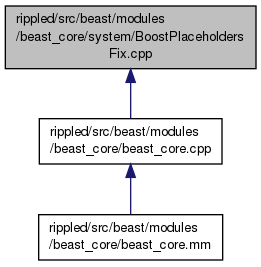 rippled/src/beast/modules
/beast_core/system/BoostPlaceholders
Fix.cpp
rippled/src/beast/modules
/beast_core/beast_core.cpp
rippled/src/beast/modules
/beast_core/beast_core.mm